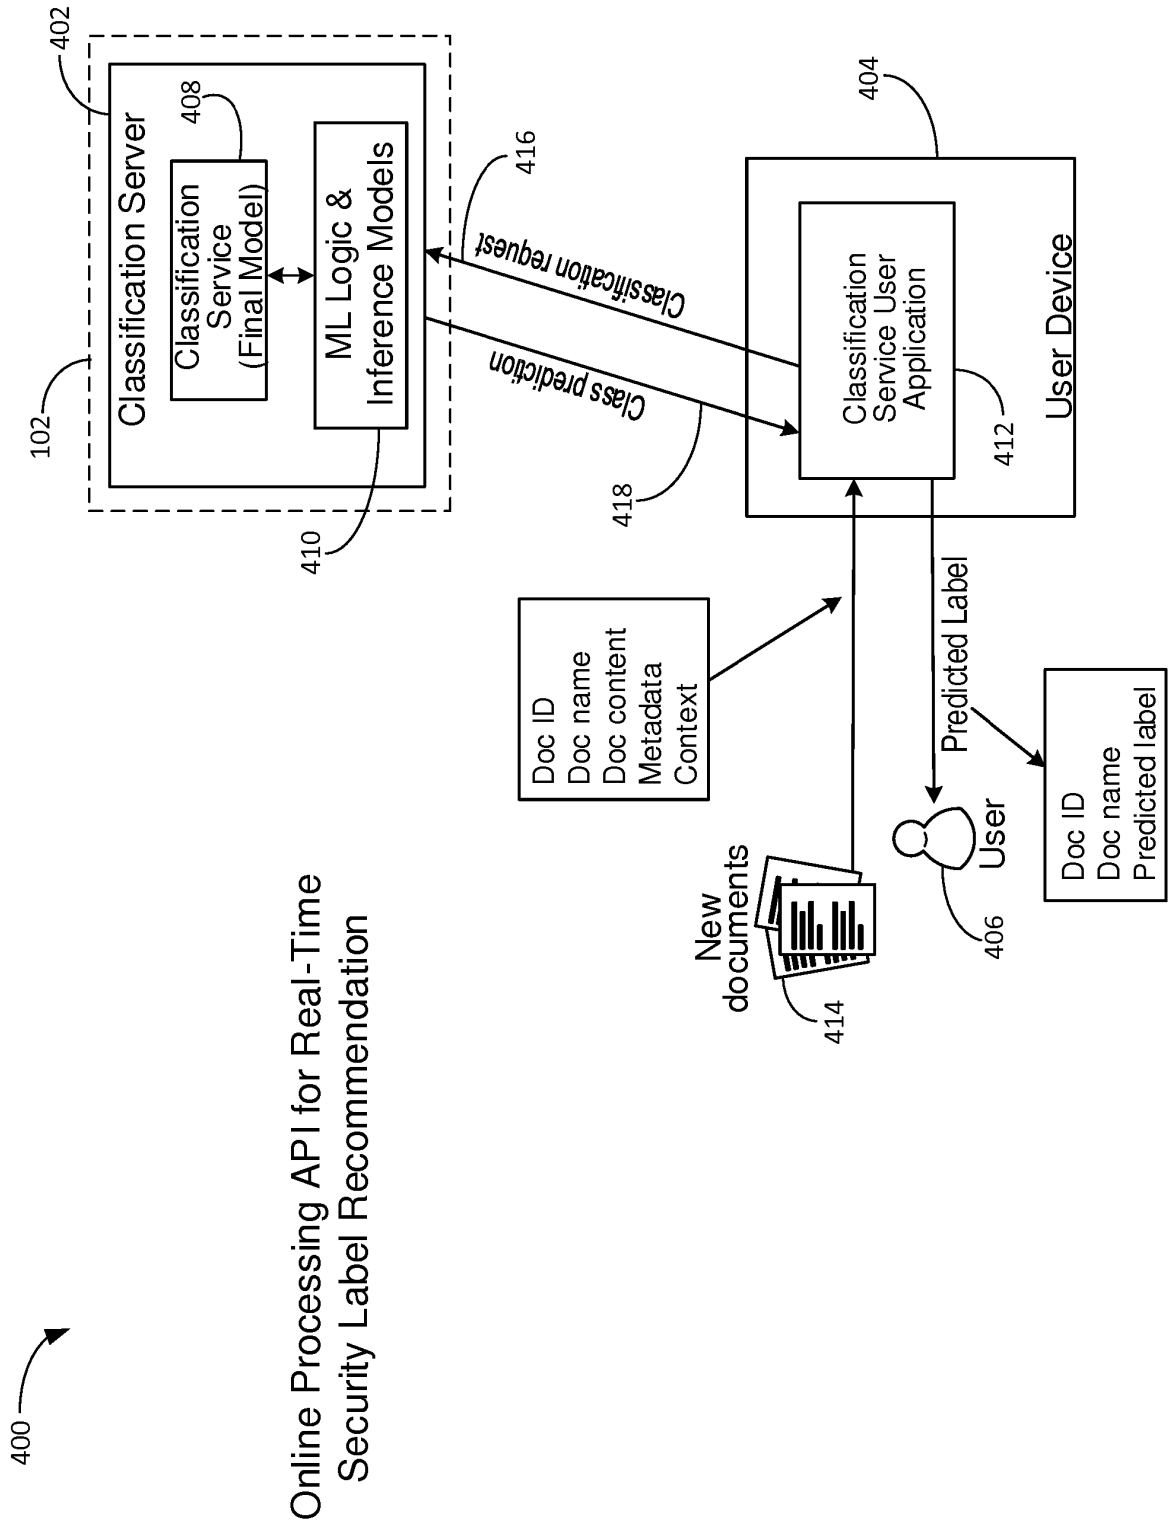 400
Online Processing API for Real-Time
Security Label Recommendation
102
402
Classification Server
408
Classification
Service
(Final Model)
ML Logic &
Inference Models
410
Classification request
416
Class prediction
418
404
Classification
Service User
Application
412
User Device
Doc ID
Doc name
Doc content
Metadata
Context
New
documents
414
Predicted Label
User
406
Doc ID
Doc name
Predicted label